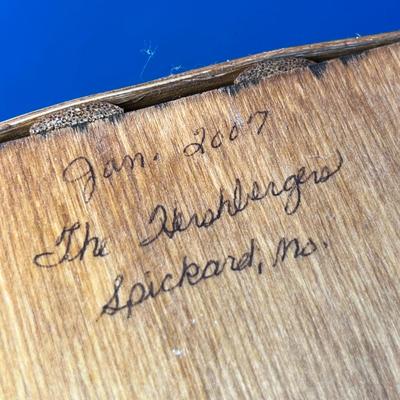 Jan. 2007
The Hershbergers
Spickard, Mo.